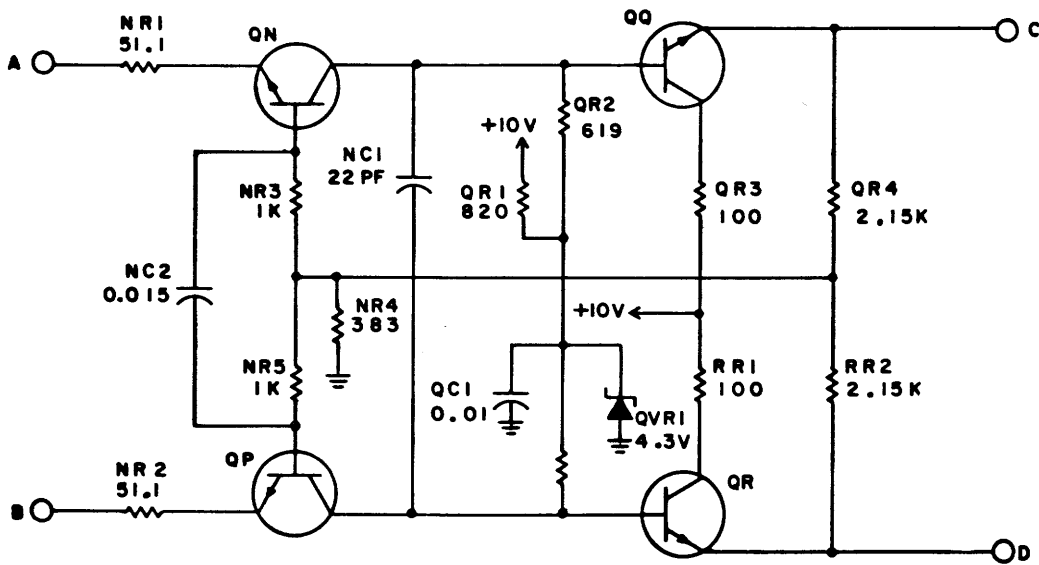 NR1
51.1
A
QN
QQ
C
QR2
619
+10V
NC1
22PF
QR1
820
NR3
1K
QR3
100
QR4
2.15K
NC2
0.015
NR4
383
+10V
NR5
1K
QC1
0.01
QVR1
4.3V
RR1
100
RR2
2.15K
NR2
51.1
QP
QR
B
D